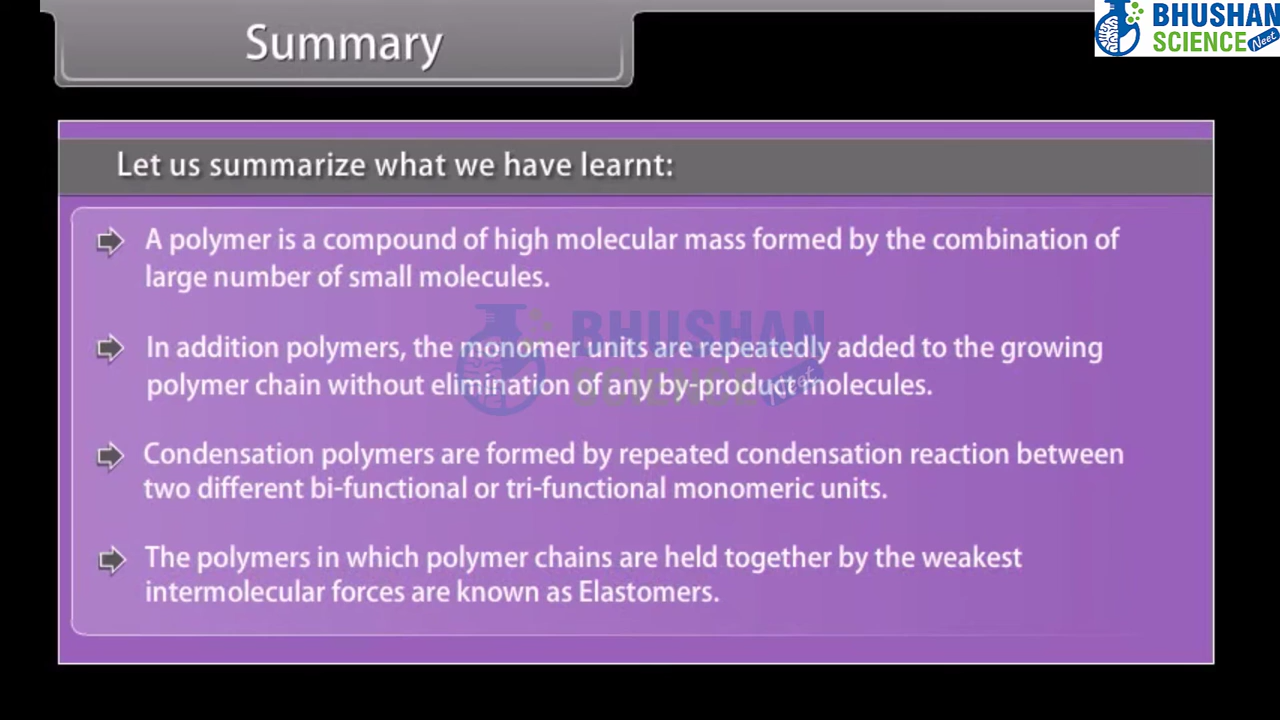 Summary
BHUSHAN
SCIENCE Neet
Let us summarize what we have learnt:
A polymer is a compound of high molecular mass formed by the combination of
large number of small molecules.
In addition polymers, the monomer units are repeatedly added to the growing
polymer chain without elimination of any by-product molecules.
BHUSHAN
SCIENCE Neet
Condensation polymers are formed by repeated condensation reaction between
two different bi-functional or tri-functional monomeric units.
The polymers in which polymer chains are held together by the weakest
intermolecular forces are known as Elastomers.